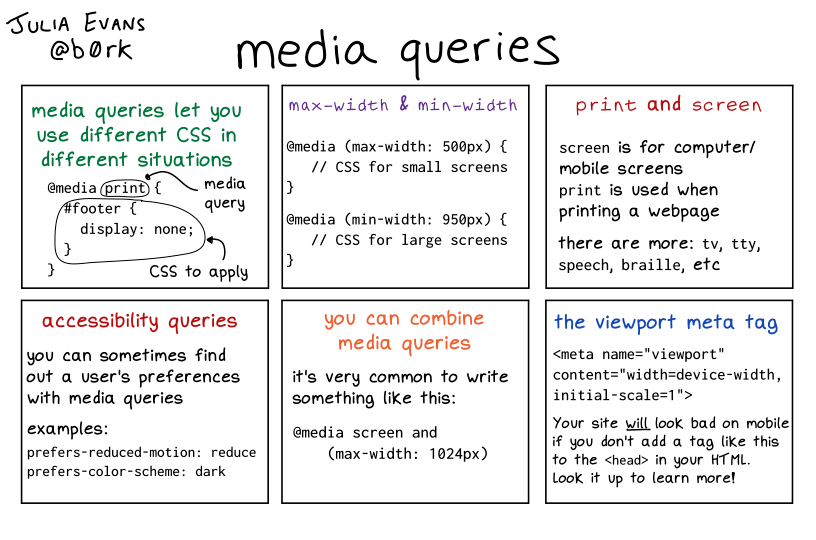 JULIA EVANS
@b0rk
media queries
media queries let you
use different CSS in
different situations
@media print {
media
query
#footer {
display: none;
}
}
CSS to apply
max-width & min-width
@media (max-width: 500px) {
// CSS for small screens
}
@media (min-width: 950px) {
// CSS for large screens
}
print and screen
screen is for computer/
mobile screens
print is used when
printing a webpage
there are more: tv, tty,
speech, braille, etc
accessibility queries
you can sometimes find
out a user's preferences
with media queries
examples:
prefers-reduced-motion: reduce
prefers-color-scheme: dark
you can combine
media queries
it's very common to write
something like this:
@media screen and
(max-width: 1024px)
the viewport meta tag
<meta name="viewport"
content="width=device-width,
initial-scale=1">
Your site will look bad on mobile
if you don't add a tag like this
to the <head> in your HTML.
Look it up to learn more!